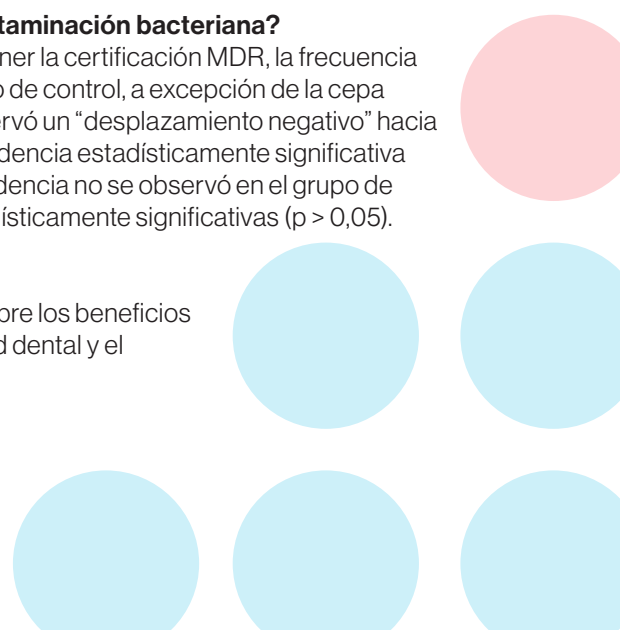 taminación bacteriana?
ner la certificación MDR, la frecuencia
o de control, a excepción de la cepa
ervó un “desplazamiento negativo” hacia
dencia estadísticamente significativa
dencia no se observó en el grupo de
ísticamente significativas (p > 0,05).
bre los beneficios
d dental y el